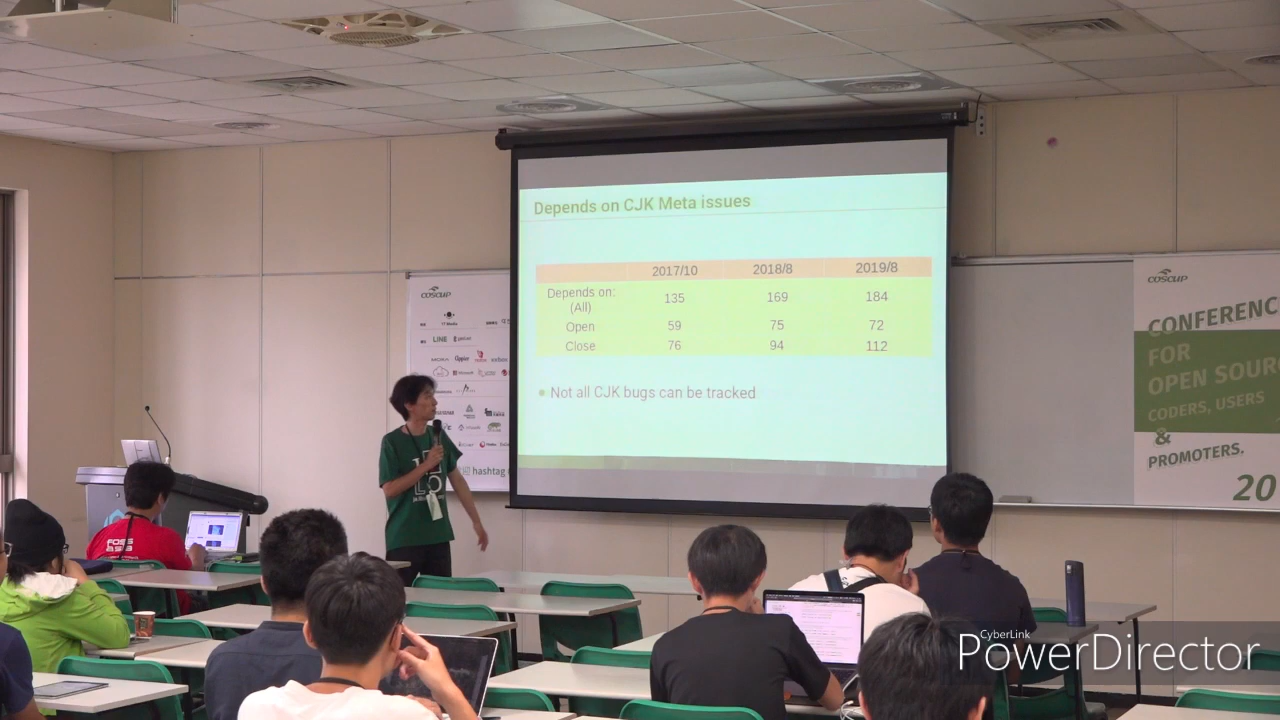 Depends on CJK Meta issues
2017/10 2018/8 2019/8
Depends on: (All) 135 169 184
Open 59 75 72
Close 76 94 112
Not all CJK bugs can be tracked
COSCUP
LINE
hashtag
FOSS
ASIA
COSCUP
CONFERENC
FOR
OPEN SOUR
CODERS, USERS
&
PROMOTERS.
20
CyberLink
PowerDirector